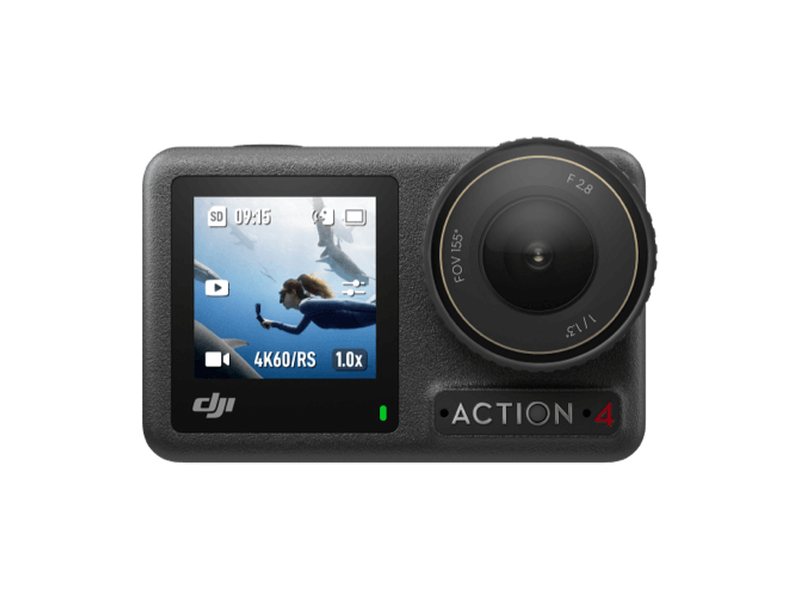 SD 09:15
4K60/RS 1.0x
dji
F 2.8
FOV 155°
1/1.3"
ACTION 4